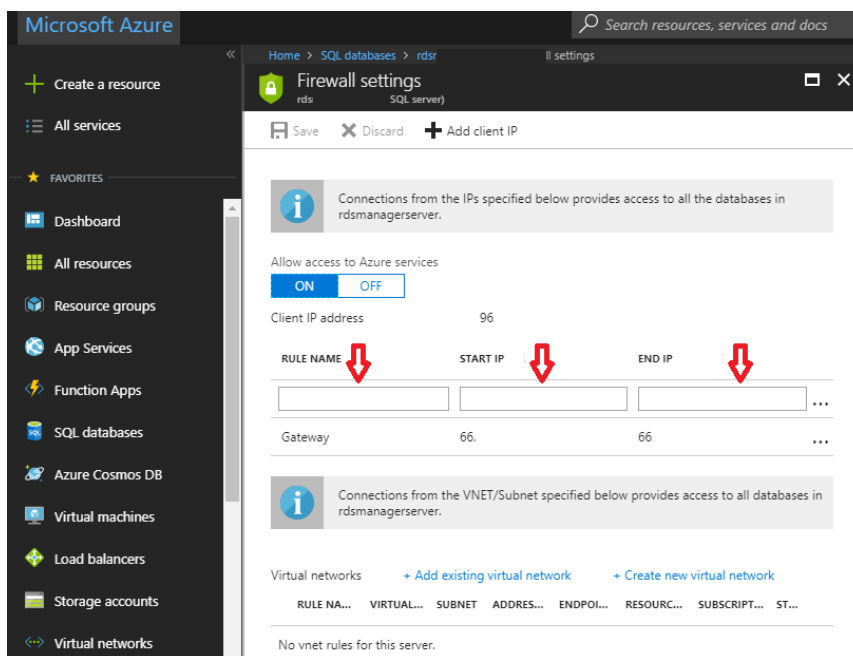 Microsoft Azure
Search resources, services and docs
«
Home > SQL databases > rdsr ll settings
Firewall settings
rds SQL server)
Create a resource
All services
FAVORITES
Dashboard
All resources
Resource groups
App Services
Function Apps
SQL databases
Azure Cosmos DB
Virtual machines
Load balancers
Storage accounts
Virtual networks
Save Discard Add client IP
Connections from the IPs specified below provides access to all the databases in
rdsmanagerserver.
Allow access to Azure services
ON OFF
Client IP address 96
RULE NAME START IP END IP
...
Gateway 66. 66 ...
Connections from the VNET/Subnet specified below provides access to all databases in
rdsmanagerserver.
Virtual networks + Add existing virtual network + Create new virtual network
RULE NA... VIRTUAL... SUBNET ADDRES... ENDPOI... RESOURC... SUBSCRIPT... ST...
No vnet rules for this server.